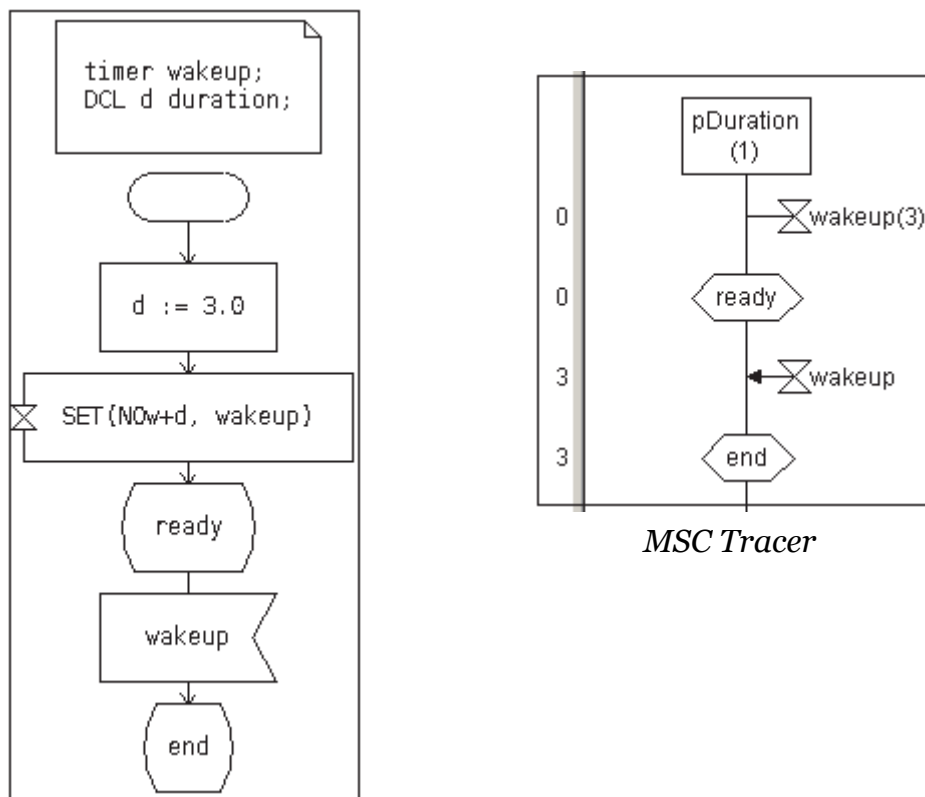 timer wakeup;
DCL d duration;
d := 3.0
SET(NOw+d, wakeup)
ready
wakeup
end
pDuration
(1)
0
wakeup(3)
0
ready
3
wakeup
3
end
MSC Tracer